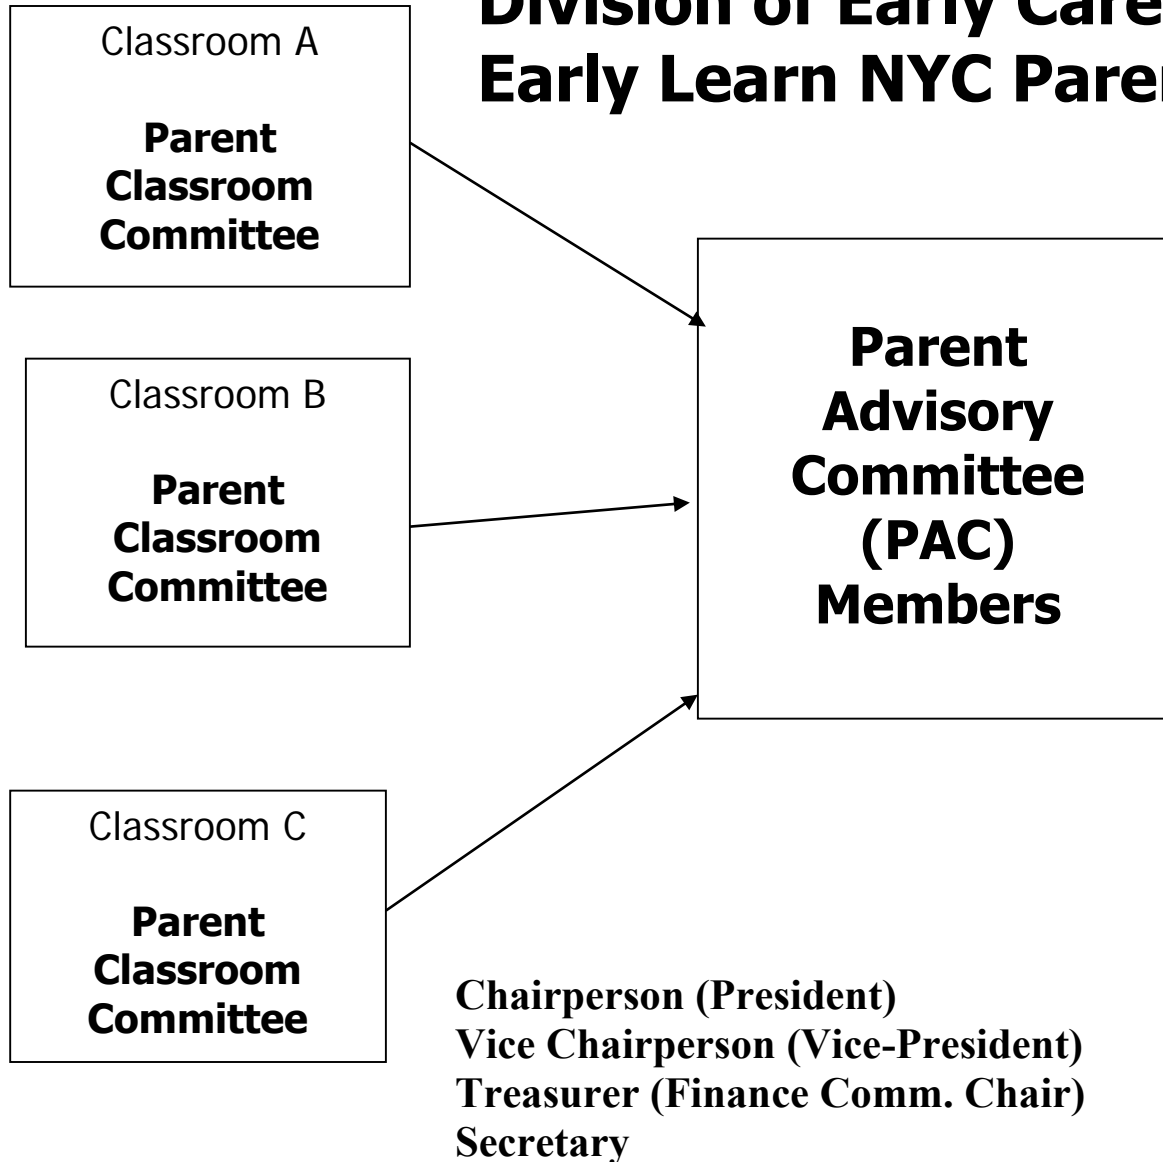 Division of Early Care
Early Learn NYC
Classroom A
Parent
Classroom
Committee
Classroom B
Parent
Classroom
Committee
Classroom C
Parent
Classroom
Committee
Parent
Advisory
Committee
(PAC)
Members
Chairperson (President)
Vice Chairperson (Vice-President)
Treasurer (Finance Comm. Chair)
Secretary